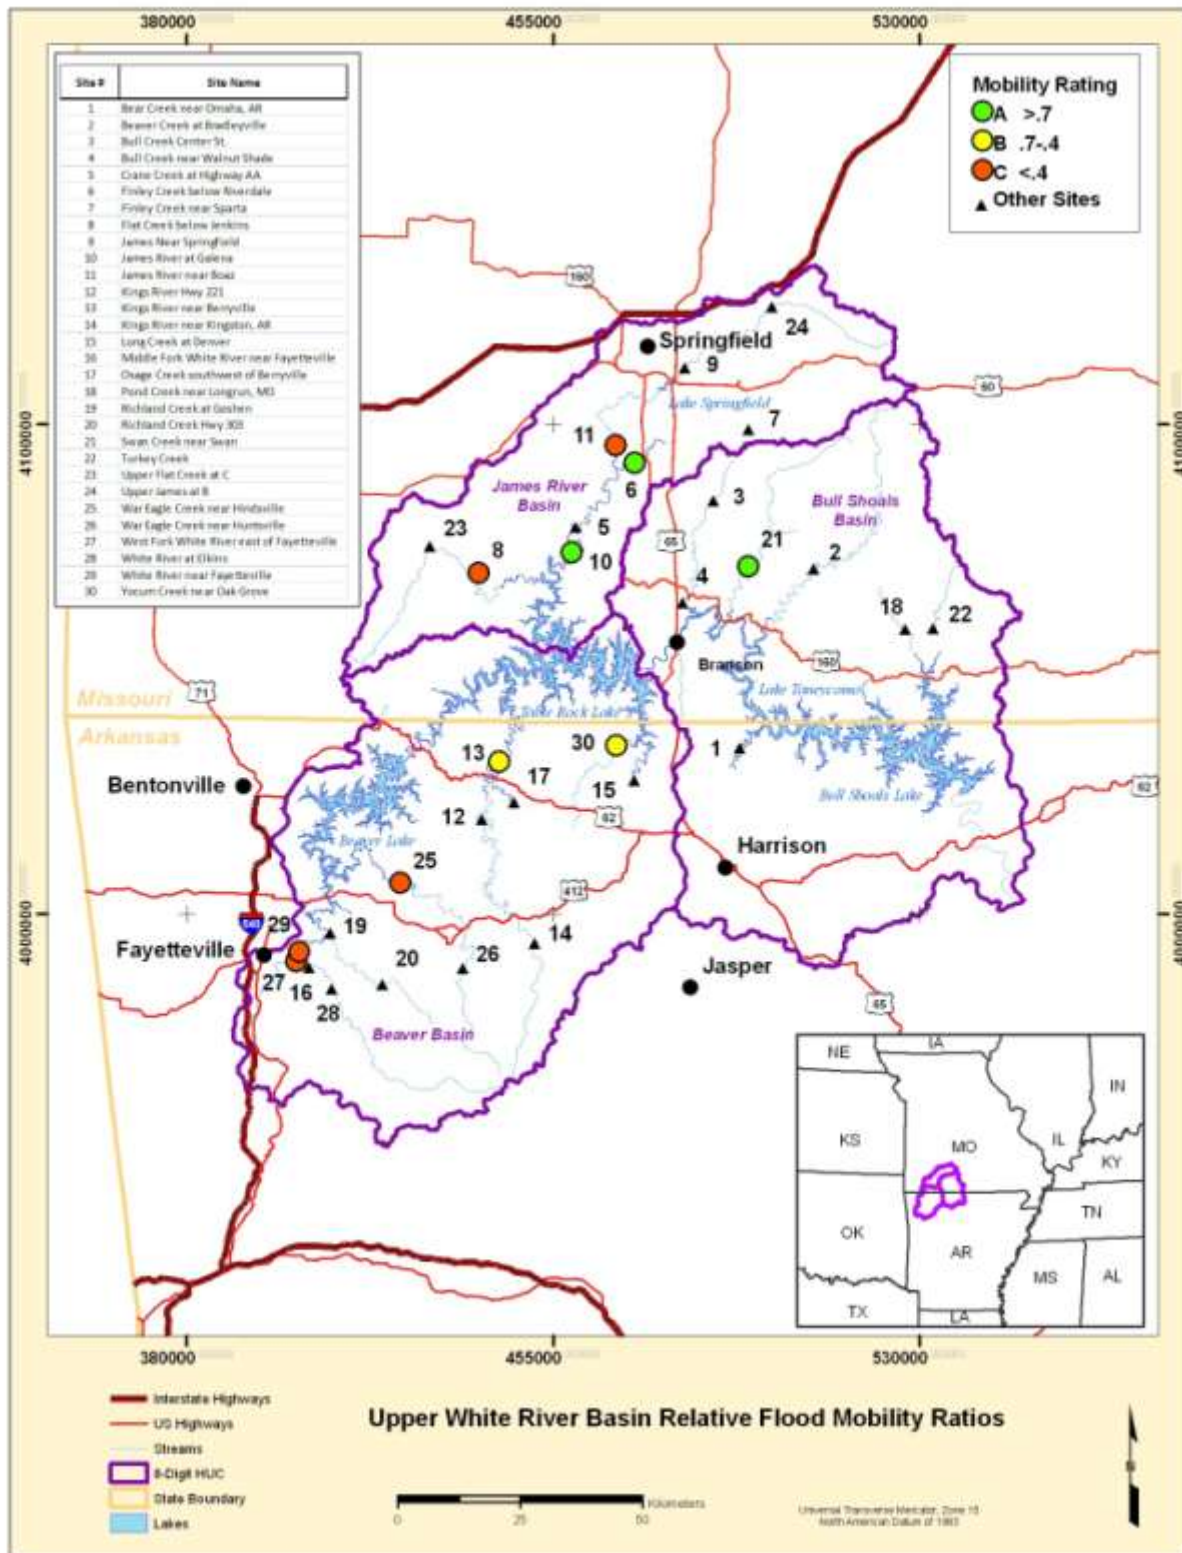 380000 455000 530000
Site # Site Name
1 Bear Creek near Omaha, AR
2 Beaver Creek at Bradleyville
3 Bull Creek Center St.
4 Bull Creek near Walnut Shade
5 Crane Creek at Highway AA
6 Finley Creek below Riverdale
7 Finley Creek near Sparta
8 Flat Creek below Jenkins
9 James Near Springfield
10 James River at Galena
11 James River near Boaz
12 Kings River Hwy 221
13 Kings River near Berryville
14 Kings River near Kingston, AR
15 Long Creek at Denver
16 Middle Fork White River near Fayetteville
17 Osage Creek southwest of Berryville
18 Pond Creek near Longrun, MO
19 Richland Creek at Goshen
20 Richland Creek Hwy 303
21 Swan Creek near Swan
22 Turkey Creek
23 Upper Flat Creek at C
24 Upper James at B
25 War Eagle Creek near Hindsville
26 War Eagle Creek near Huntsville
27 West Fork White River east of Fayetteville
28 White River at Elkins
29 White River near Fayetteville
30 Yocum Creek near Oak Grove
Mobility Rating
A >.7
B .7-.4
C <.4
Other Sites
160
24
Springfield
9
60
Lake Springfield
7
4100000
4100000
11
6
James River
Basin
3
Bull Shoals
Basin
23
5
65
21
8
10
2
4
18
22
Branson
160
71
Missouri
Lake Taneycomo
Table Rock Lake
Arkansas
13
30
1
Bentonville
17
15
62
Bull Shoals Lake
12
62
Beaver Lake
Harrison
25
412
4000000
4000000
29
19
14
Fayetteville
20
26
Jasper
27
16
28
65
Beaver Basin
NE
IA
IN
KS
MO
IL
KY
TN
OK
AR
MS
AL
TX
LA
380000 455000 530000
Interstate Highways
US Highways
Streams
8-Digit HUC
State Boundary
Lakes
Upper White River Basin Relative Flood Mobility Ratios
N
Kilometers
0 25 50
Universal Transverse Mercator, Zone 15
North American Datum of 1983